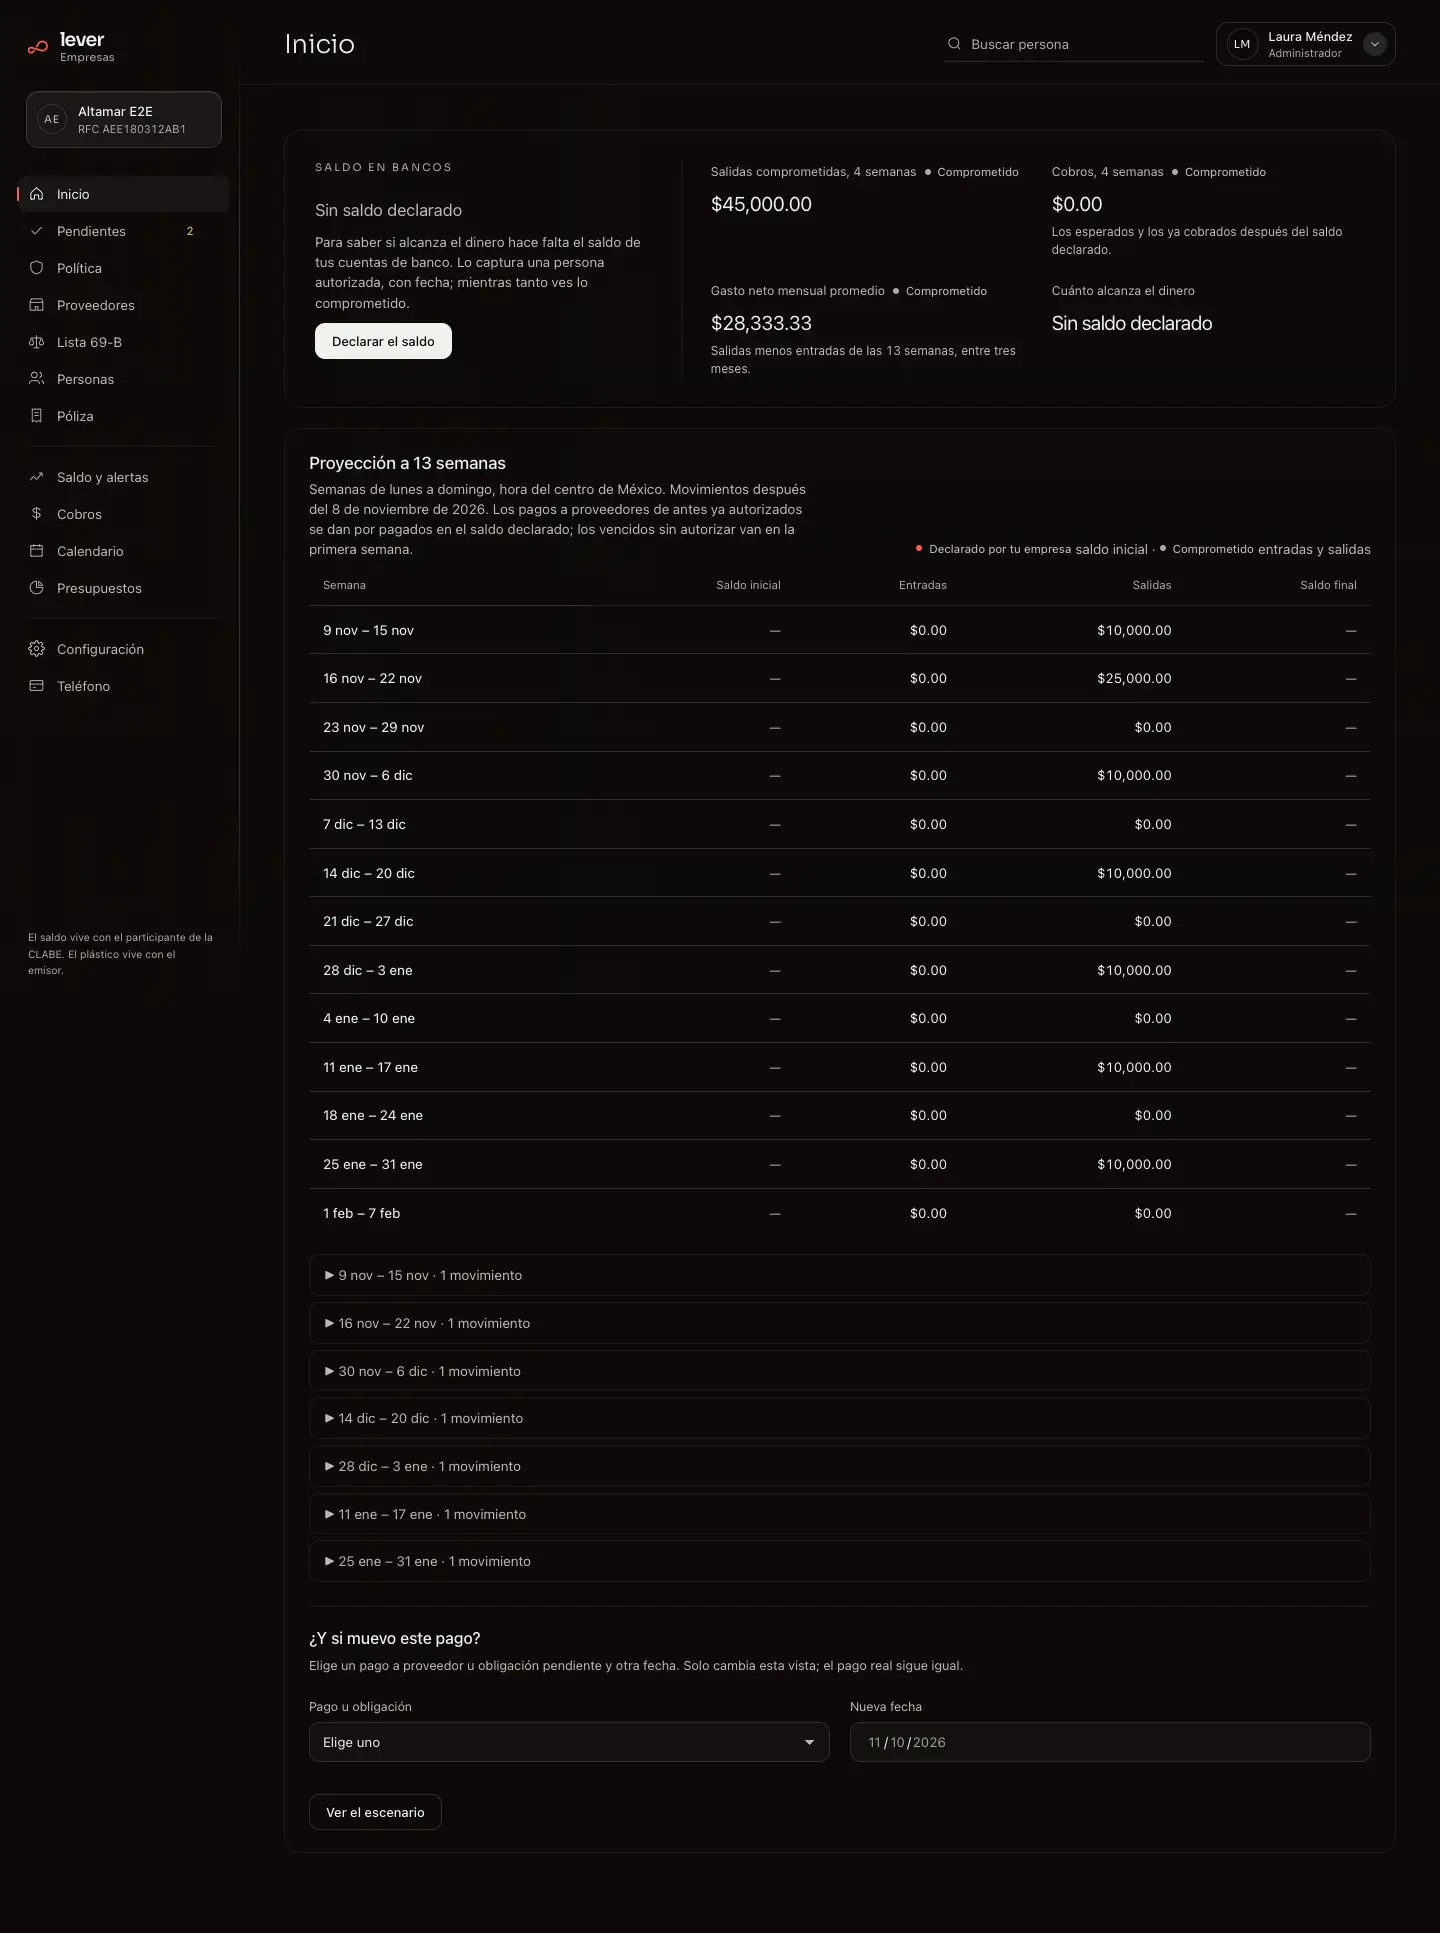 lever
Empresas
AE
Altamar E2E
RFC AEE180312AB1
Inicio
Pendientes 2
Política
Proveedores
Lista 69-B
Personas
Póliza
Saldo y alertas
Cobros
Calendario
Presupuestos
Configuración
Teléfono
El saldo vive con el participante de la
CLABE. El plástico vive con el
emisor.
Inicio
Buscar persona
LM
Laura Méndez
Administrador
SALDO EN BANCOS
Sin saldo declarado
Para saber si alcanza el dinero hace falta el saldo de
tus cuentas de banco. Lo captura una persona
autorizada, con fecha; mientras tanto ves lo
comprometido.
Declarar el saldo
Salidas comprometidas, 4 semanas • Comprometido
$45,000.00
Cobros, 4 semanas • Comprometido
$0.00
Los esperados y los ya cobrados después del saldo
declarado.
Gasto neto mensual promedio • Comprometido
$28,333.33
Salidas menos entradas de las 13 semanas, entre tres
meses.
Cuánto alcanza el dinero
Sin saldo declarado
Proyección a 13 semanas
Semanas de lunes a domingo, hora del centro de México. Movimientos después
del 8 de noviembre de 2026. Los pagos a proveedores de antes ya autorizados
se dan por pagados en el saldo declarado; los vencidos sin autorizar van en la
primera semana.
• Declarado por tu empresa saldo inicial · • Comprometido entradas y salidas
Semana Saldo inicial Entradas Salidas Saldo final
9 nov – 15 nov — $0.00 $10,000.00 —
16 nov – 22 nov — $0.00 $25,000.00 —
23 nov – 29 nov — $0.00 $0.00 —
30 nov – 6 dic — $0.00 $10,000.00 —
7 dic – 13 dic — $0.00 $0.00 —
14 dic – 20 dic — $0.00 $10,000.00 —
21 dic – 27 dic — $0.00 $0.00 —
28 dic – 3 ene — $0.00 $10,000.00 —
4 ene – 10 ene — $0.00 $0.00 —
11 ene – 17 ene — $0.00 $10,000.00 —
18 ene – 24 ene — $0.00 $0.00 —
25 ene – 31 ene — $0.00 $10,000.00 —
1 feb – 7 feb — $0.00 $0.00 —
▶ 9 nov – 15 nov · 1 movimiento
▶ 16 nov – 22 nov · 1 movimiento
▶ 30 nov – 6 dic · 1 movimiento
▶ 14 dic – 20 dic · 1 movimiento
▶ 28 dic – 3 ene · 1 movimiento
▶ 11 ene – 17 ene · 1 movimiento
▶ 25 ene – 31 ene · 1 movimiento
¿Y si muevo este pago?
Elige un pago a proveedor u obligación pendiente y otra fecha. Solo cambia esta vista; el pago real sigue igual.
Pago u obligación
Elige uno
Nueva fecha
11/10/2026
Ver el escenario